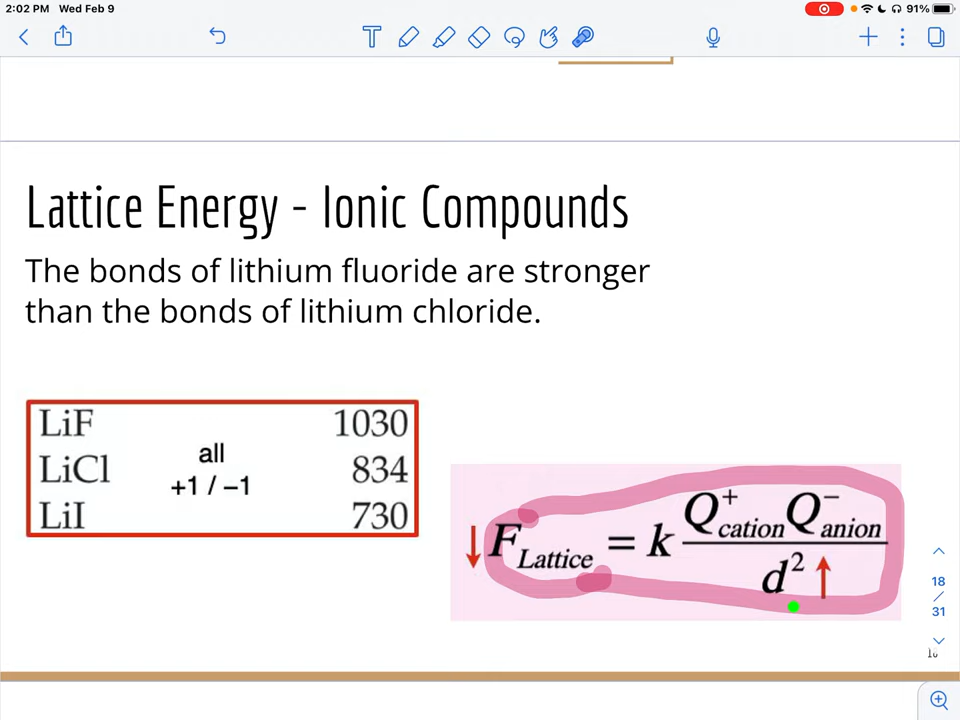 2:02 PM Wed Feb 9
91%
Lattice Energy - Ionic Compounds
The bonds of lithium fluoride are stronger
than the bonds of lithium chloride.
LiF 1030
all
LiCl 834
+1 / −1
LiI 730
↓F_Lattice = k Q⁺_cation Q⁻_anion / d² ↑
18
/
31